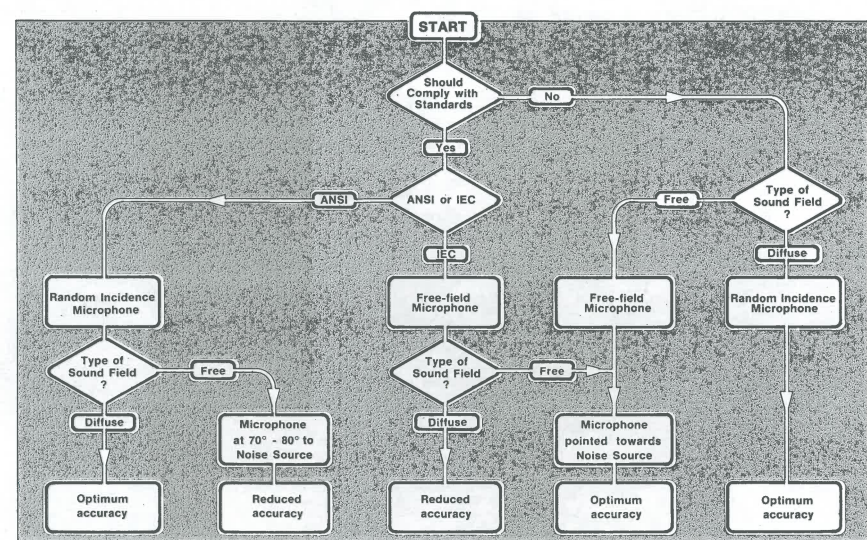 START
Should
Comply with
Standards
No
Yes
ANSI
ANSI or IEC
Free
Type of
Sound Field
?
IEC
Diffuse
Random Incidence
Microphone
Free-field
Microphone
Free-field
Microphone
Random Incidence
Microphone
Type of
Sound Field
?
Free
Type of
Sound Field
?
Free
Diffuse
Microphone
at 70° - 80° to
Noise Source
Diffuse
Microphone
pointed towards
Noise Source
Optimum
accuracy
Reduced
accuracy
Reduced
accuracy
Optimum
accuracy
Optimum
accuracy